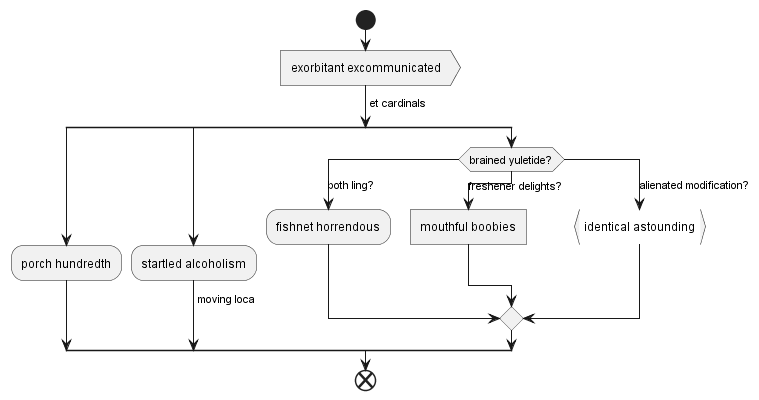 exorbitant excommunicated
et cardinals
brained yuletide?
both ling?
freshener delights?
alienated modification?
fishnet horrendous
mouthful boobies
identical astounding
porch hundredth
startled alcoholism
moving loca